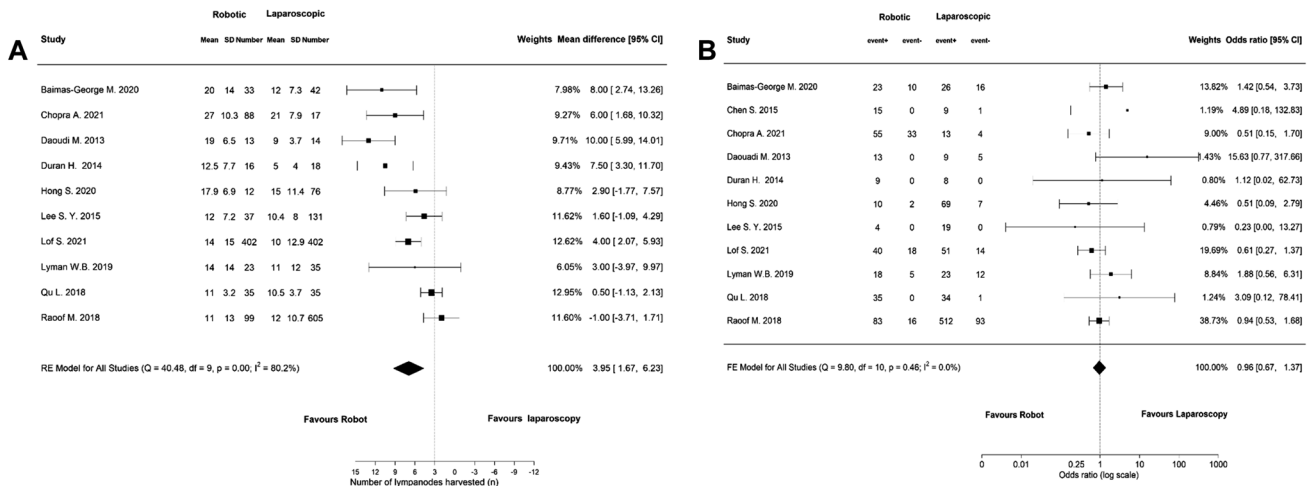 A
Robotic Laparoscopic
Study Mean SD Number Mean SD Number Weights Mean difference [95% CI]
Baimas-George M. 2020 20 14 33 12 7.3 42 7.98% 8.00 [ 2.74, 13.26]
Chopra A. 2021 27 10.3 88 21 7.9 17 9.27% 6.00 [ 1.68, 10.32]
Daoudi M. 2013 19 6.5 13 9 3.7 14 9.71% 10.00 [ 5.99, 14.01]
Duran H. 2014 12.5 7.7 16 5 4 18 9.43% 7.50 [ 3.30, 11.70]
Hong S. 2020 17.9 6.9 12 15 11.4 76 8.77% 2.90 [-1.77, 7.57]
Lee S. Y. 2015 12 7.2 37 10.4 8 131 11.62% 1.60 [-1.09, 4.29]
Lof S. 2021 14 15 402 10 12.9 402 12.62% 4.00 [ 2.07, 5.93]
Lyman W.B. 2019 14 14 23 11 12 35 6.05% 3.00 [-3.97, 9.97]
Qu L. 2018 11 3.2 35 10.5 3.7 35 12.95% 0.50 [-1.13, 2.13]
Raoof M. 2018 11 13 99 12 10.7 605 11.60% -1.00 [-3.71, 1.71]
RE Model for All Studies (Q = 40.48, df = 9, p = 0.00; I² = 80.2%) 100.00% 3.95 [ 1.67, 6.23]
Favours Robot Favours laparoscopy
15 12 9 6 3 0 -3 -6 -9 -12
Number of lympanodes harvested (n)
B
Robotic Laparoscopic
Study event+ event- event+ event- Weights Odds ratio [95% CI]
Baimas-George M. 2020 23 10 26 16 13.82% 1.42 [0.54, 3.73]
Chen S. 2015 15 0 9 1 1.19% 4.89 [0.18, 132.83]
Chopra A. 2021 55 33 13 4 9.00% 0.51 [0.15, 1.70]
Daouadi M. 2013 13 0 9 5 1.43% 15.63 [0.77, 317.66]
Duran H. 2014 9 0 8 0 0.80% 1.12 [0.02, 62.73]
Hong S. 2020 10 2 69 7 4.46% 0.51 [0.09, 2.79]
Lee S. Y. 2015 4 0 19 0 0.79% 0.23 [0.00, 13.27]
Lof S. 2021 40 18 51 14 19.69% 0.61 [0.27, 1.37]
Lyman W.B. 2019 18 5 23 12 8.84% 1.88 [0.56, 6.31]
Qu L. 2018 35 0 34 1 1.24% 3.09 [0.12, 78.41]
Raoof M. 2018 83 16 512 93 38.73% 0.94 [0.53, 1.68]
FE Model for All Studies (Q = 9.80, df = 10, p = 0.46; I² = 0.0%) 100.00% 0.96 [0.67, 1.37]
Favours Robot Favours Laparoscopy
0 0.01 0.25 1 10 100 1000
Odds ratio (log scale)